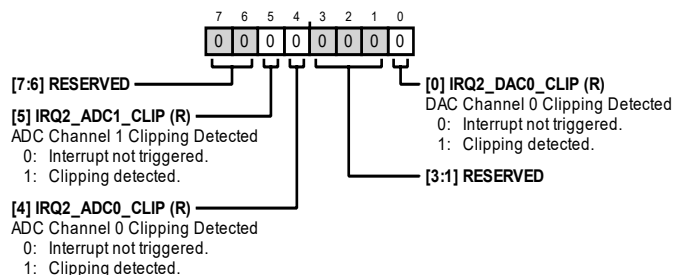 7 6 5 4 3 2 1 0
0 0 0 0 0 0 0 0
[7:6] RESERVED
[5] IRQ2_ADC1_CLIP (R)
ADC Channel 1 Clipping Detected
0: Interrupt not triggered.
1: Clipping detected.
[4] IRQ2_ADC0_CLIP (R)
ADC Channel 0 Clipping Detected
0: Interrupt not triggered.
1: Clipping detected.
[0] IRQ2_DAC0_CLIP (R)
DAC Channel 0 Clipping Detected
0: Interrupt not triggered.
1: Clipping detected.
[3:1] RESERVED